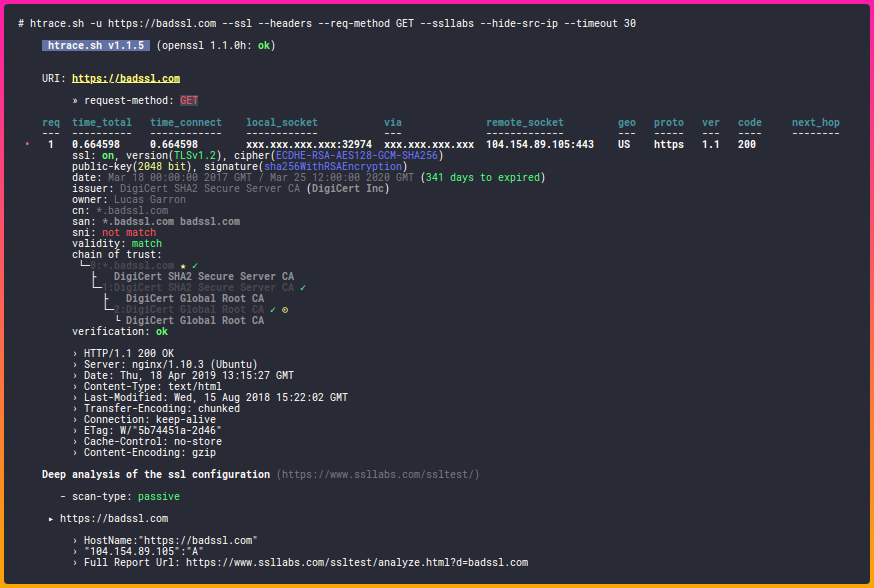 # htrace.sh -u https://badssl.com --ssl --headers --req-method GET --ssllabs --hide-src-ip --timeout 30
htrace.sh v1.1.5 (openssl 1.1.0h: ok)
URI: https://badssl.com
» request-method: GET
req time_total time_connect local_socket via remote_socket geo proto ver code next_hop
--- ---------- ------------ ------------ --- ------------- --- ----- --- ---- --------
• 1 0.664598 0.664598 xxx.xxx.xxx.xxx:32974 xxx.xxx.xxx.xxx 104.154.89.105:443 US https 1.1 200
ssl: on, version(TLSv1.2), cipher(ECDHE-RSA-AES128-GCM-SHA256)
public-key(2048 bit), signature(sha256WithRSAEncryption)
date: Mar 18 00:00:00 2017 GMT / Mar 25 12:00:00 2020 GMT (341 days to expired)
issuer: DigiCert SHA2 Secure Server CA (DigiCert Inc)
owner: Lucas Garron
cn: *.badssl.com
san: *.badssl.com badssl.com
sni: not match
validity: match
chain of trust:
└─0:*.badssl.com ★ ✓
├ DigiCert SHA2 Secure Server CA
└─1:DigiCert SHA2 Secure Server CA ✓
├ DigiCert Global Root CA
└─2:DigiCert Global Root CA ✓ ⊙
└ DigiCert Global Root CA
verification: ok
› HTTP/1.1 200 OK
› Server: nginx/1.10.3 (Ubuntu)
› Date: Thu, 18 Apr 2019 13:15:27 GMT
› Content-Type: text/html
› Last-Modified: Wed, 15 Aug 2018 15:22:02 GMT
› Transfer-Encoding: chunked
› Connection: keep-alive
› ETag: W/"5b74451a-2d46"
› Cache-Control: no-store
› Content-Encoding: gzip
Deep analysis of the ssl configuration (https://www.ssllabs.com/ssltest/)
- scan-type: passive
▸ https://badssl.com
› HostName:"https://badssl.com"
› "104.154.89.105":"A"
› Full Report Url: https://www.ssllabs.com/ssltest/analyze.html?d=badssl.com